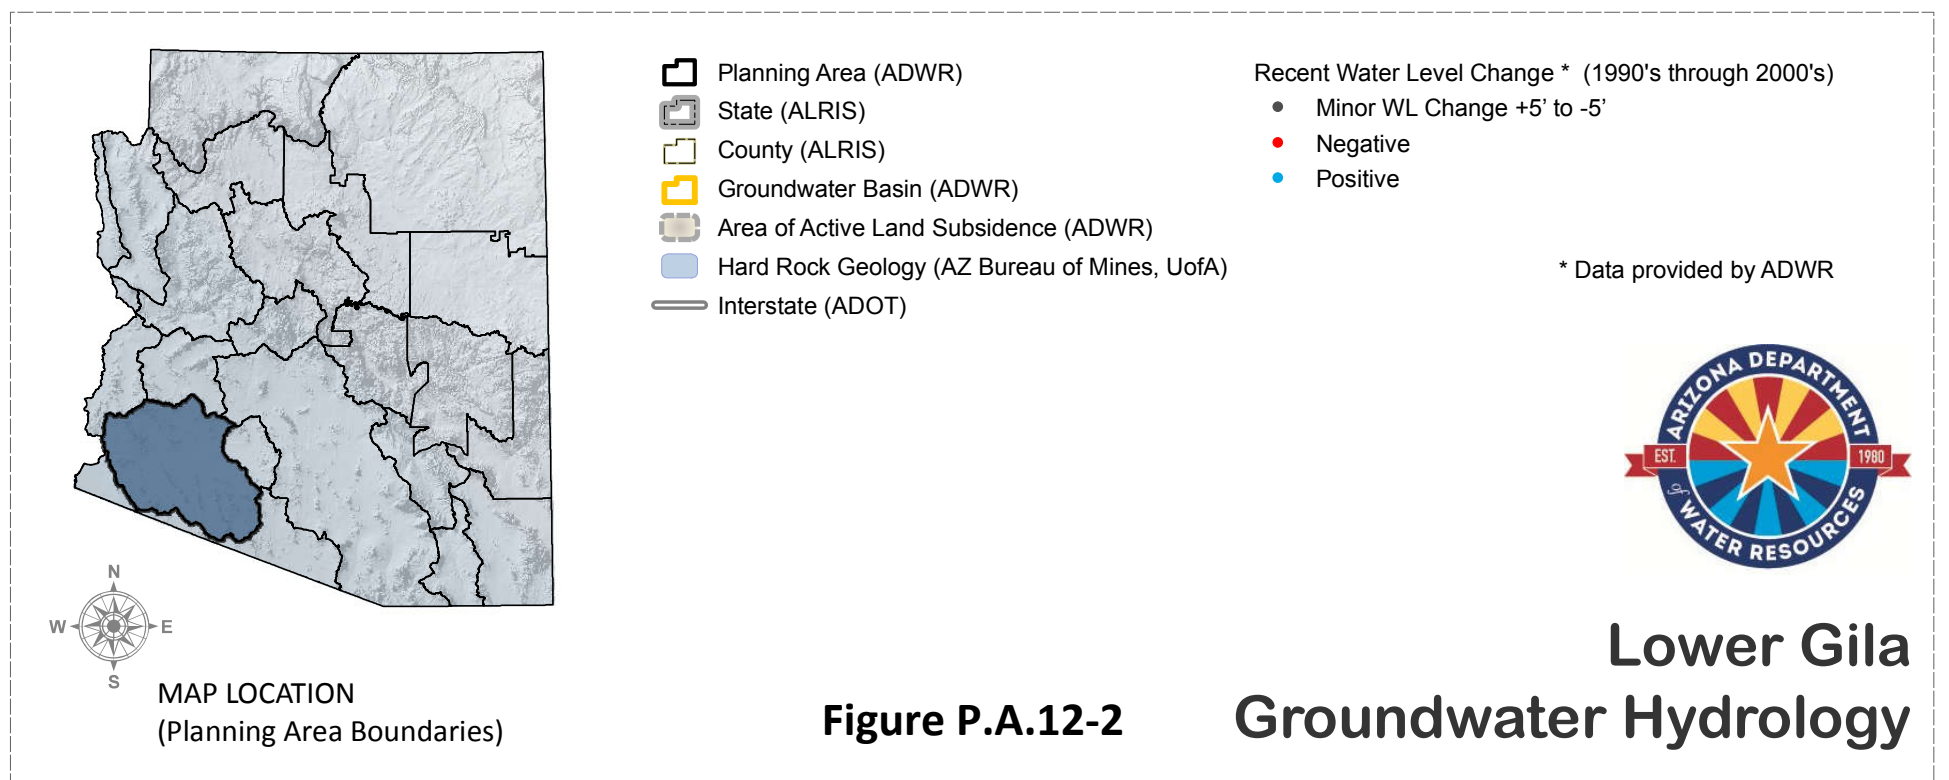 Planning Area (ADWR)
State (ALRIS)
County (ALRIS)
Groundwater Basin (ADWR)
Area of Active Land Subsidence (ADWR)
Hard Rock Geology (AZ Bureau of Mines, UofA)
Interstate (ADOT)
Recent Water Level Change * (1990's through 2000's)
Minor WL Change +5’ to -5’
Negative
Positive
* Data provided by ADWR
ARIZONA DEPARTMENT
EST. 1980
of WATER RESOURCES
N
W E
S
MAP LOCATION
(Planning Area Boundaries)
Figure P.A.12-2
Lower Gila
Groundwater Hydrology